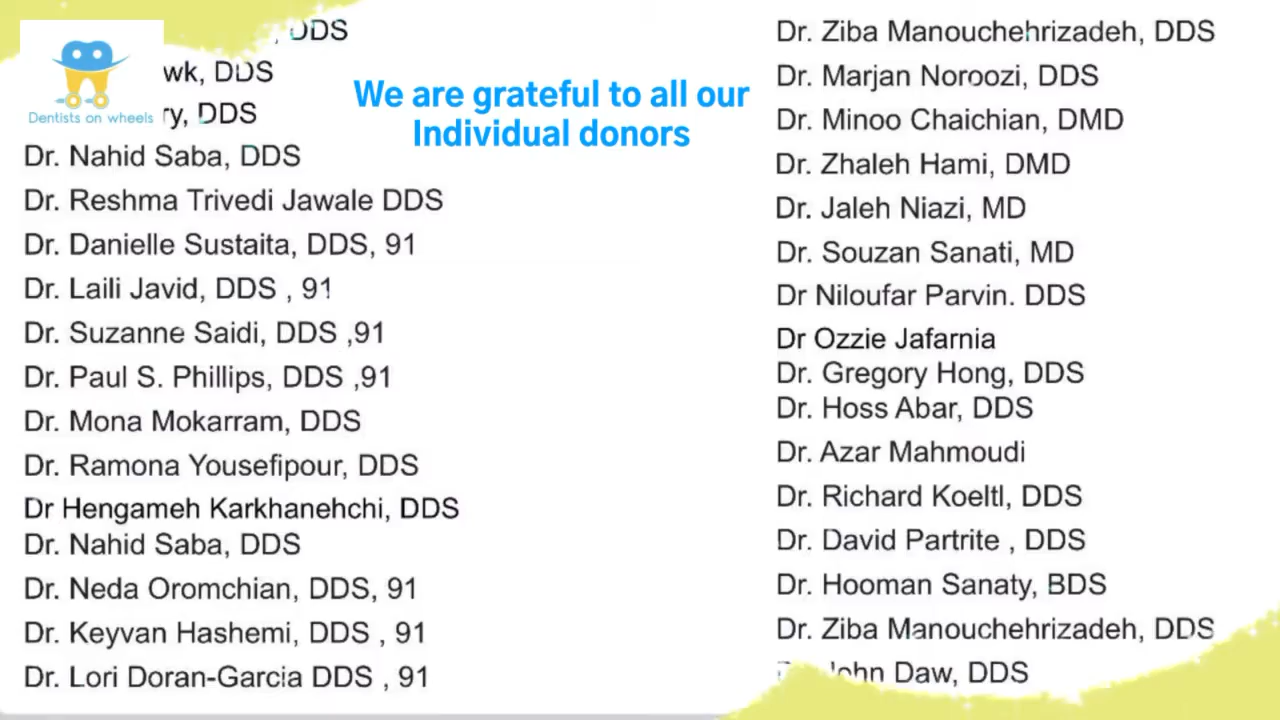 , DDS
wk, DDS
ry, DDS
Dentists on wheels
Dr. Nahid Saba, DDS
Dr. Reshma Trivedi Jawale DDS
Dr. Danielle Sustaita, DDS, 91
Dr. Laili Javid, DDS , 91
Dr. Suzanne Saidi, DDS ,91
Dr. Paul S. Phillips, DDS ,91
Dr. Mona Mokarram, DDS
Dr. Ramona Yousefipour, DDS
Dr Hengameh Karkhanehchi, DDS
Dr. Nahid Saba, DDS
Dr. Neda Oromchian, DDS, 91
Dr. Keyvan Hashemi, DDS , 91
Dr. Lori Doran-Garcia DDS , 91
We are grateful to all our
Individual donors
Dr. Ziba Manouchehrizadeh, DDS
Dr. Marjan Noroozi, DDS
Dr. Minoo Chaichian, DMD
Dr. Zhaleh Hami, DMD
Dr. Jaleh Niazi, MD
Dr. Souzan Sanati, MD
Dr Niloufar Parvin. DDS
Dr Ozzie Jafarnia
Dr. Gregory Hong, DDS
Dr. Hoss Abar, DDS
Dr. Azar Mahmoudi
Dr. Richard Koeltl, DDS
Dr. David Partrite , DDS
Dr. Hooman Sanaty, BDS
Dr. Ziba Manouchehrizadeh, DDS
John Daw, DDS